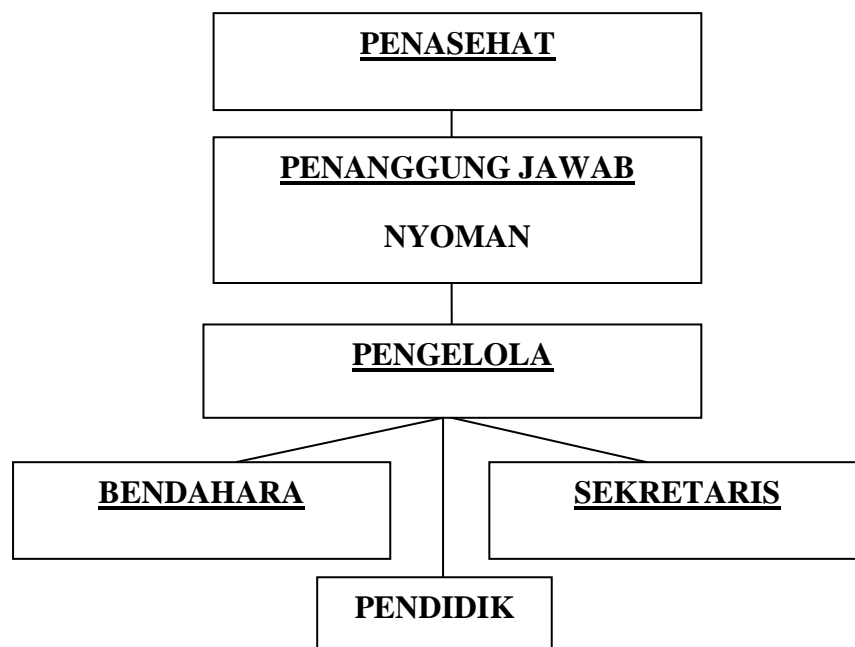 PENASEHAT
PENANGGUNG JAWAB
NYOMAN
PENGELOLA
BENDAHARA
SEKRETARIS
PENDIDIK